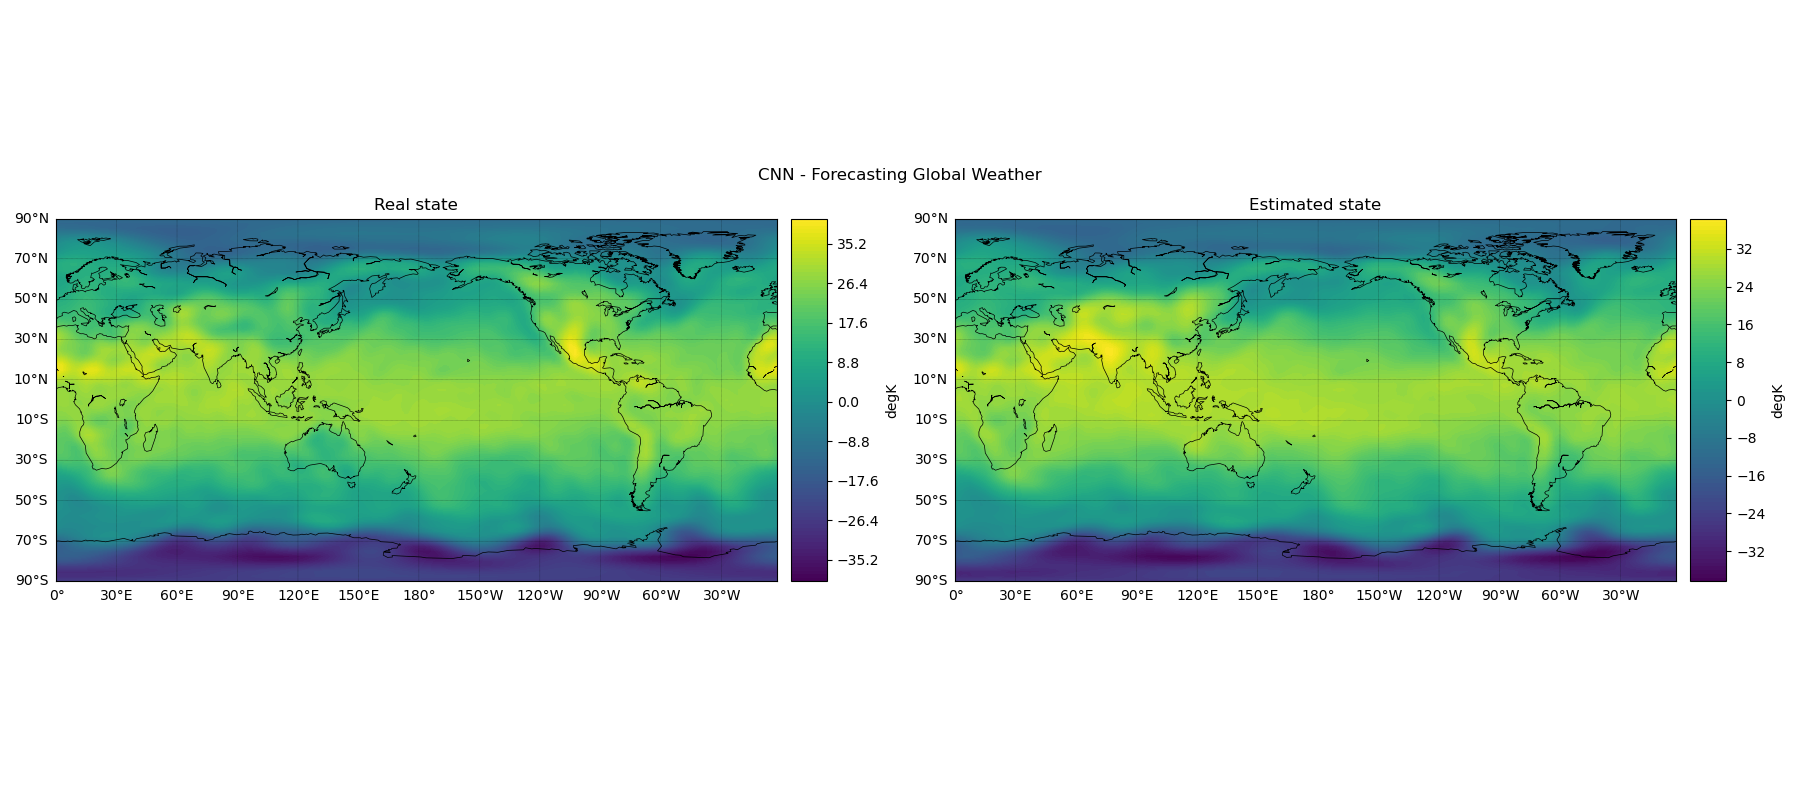 CNN - Forecasting Global Weather
Real state
90°N
70°N
50°N
30°N
10°N
10°S
30°S
50°S
70°S
90°S
0° 30°E 60°E 90°E 120°E 150°E 180° 150°W 120°W 90°W 60°W 30°W
35.2
26.4
17.6
8.8
0.0
−8.8
−17.6
−26.4
−35.2
degK
Estimated state
90°N
70°N
50°N
30°N
10°N
10°S
30°S
50°S
70°S
90°S
0° 30°E 60°E 90°E 120°E 150°E 180° 150°W 120°W 90°W 60°W 30°W
32
24
16
8
0
−8
−16
−24
−32
degK